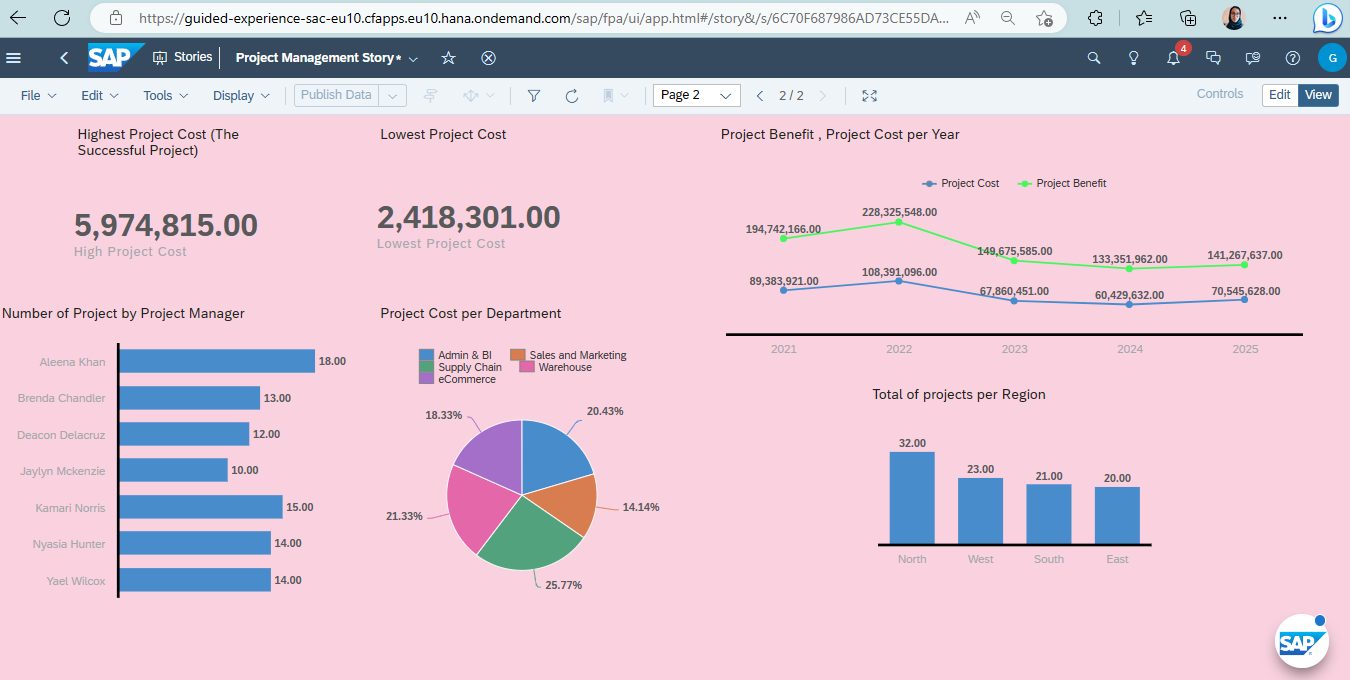 https://guided-experience-sac-eu10.cfapps.eu10.hana.ondemand.com/sap/fpa/ui/app.html#/story&/s/6C70F687986AD73CE55DA...
SAP Stories Project Management Story*
4
G
File Edit Tools Display Publish Data Page 2 2 / 2 Controls Edit View
Highest Project Cost (The
Successful Project)
5,974,815.00
High Project Cost
Lowest Project Cost
2,418,301.00
Lowest Project Cost
Project Benefit , Project Cost per Year
Project Cost Project Benefit
194,742,166.00
228,325,548.00
149,675,585.00
133,351,962.00
141,267,637.00
89,383,921.00
108,391,096.00
67,860,451.00
60,429,632.00
70,545,628.00
2021 2022 2023 2024 2025
Number of Project by Project Manager
Aleena Khan 18.00
Brenda Chandler 13.00
Deacon Delacruz 12.00
Jaylyn Mckenzie 10.00
Kamari Norris 15.00
Nyasia Hunter 14.00
Yael Wilcox 14.00
Project Cost per Department
Admin & BI Sales and Marketing
Supply Chain Warehouse
eCommerce
18.33%
20.43%
14.14%
21.33%
25.77%
Total of projects per Region
32.00
23.00
21.00
20.00
North West South East
SAP